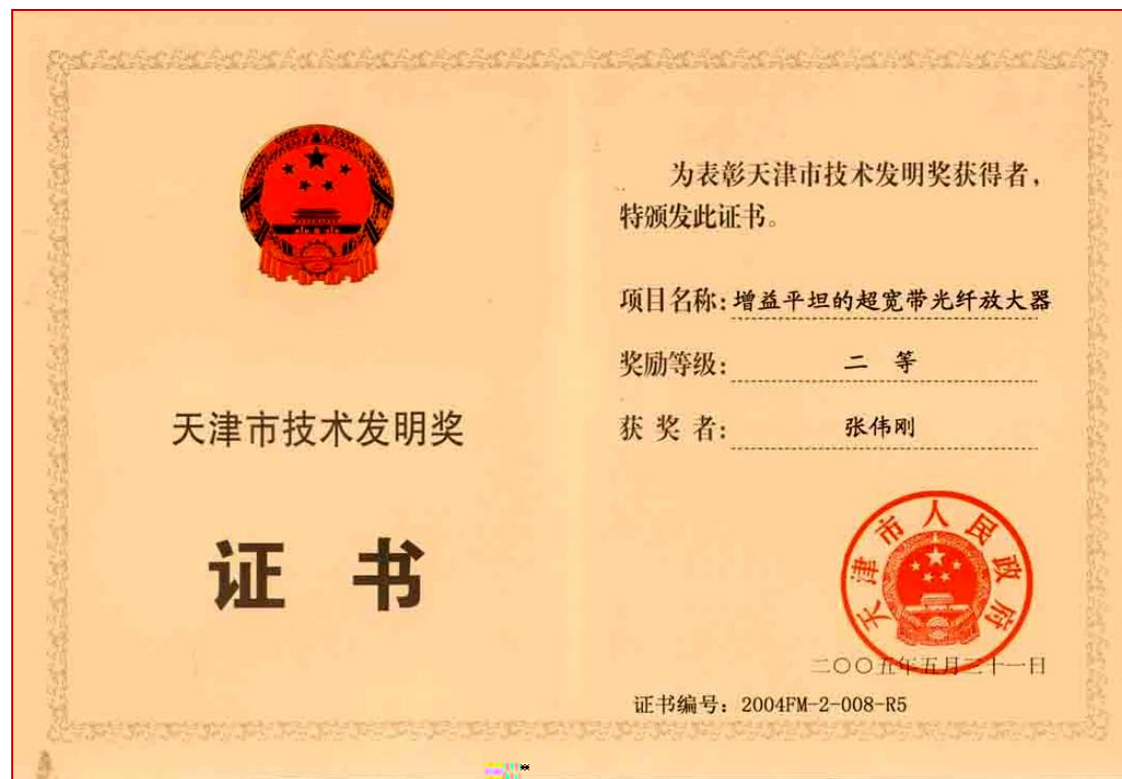 天津市技术发明奖
证 书
为表彰天津市技术发明奖获得者，
特颁发此证书。
项目名称：增益平坦的超宽带光纤放大器
奖励等级：二 等
获 奖 者：张伟刚
天津市人民政府
二〇〇五年五月三十一日
证书编号：2004FM-2-008-R5